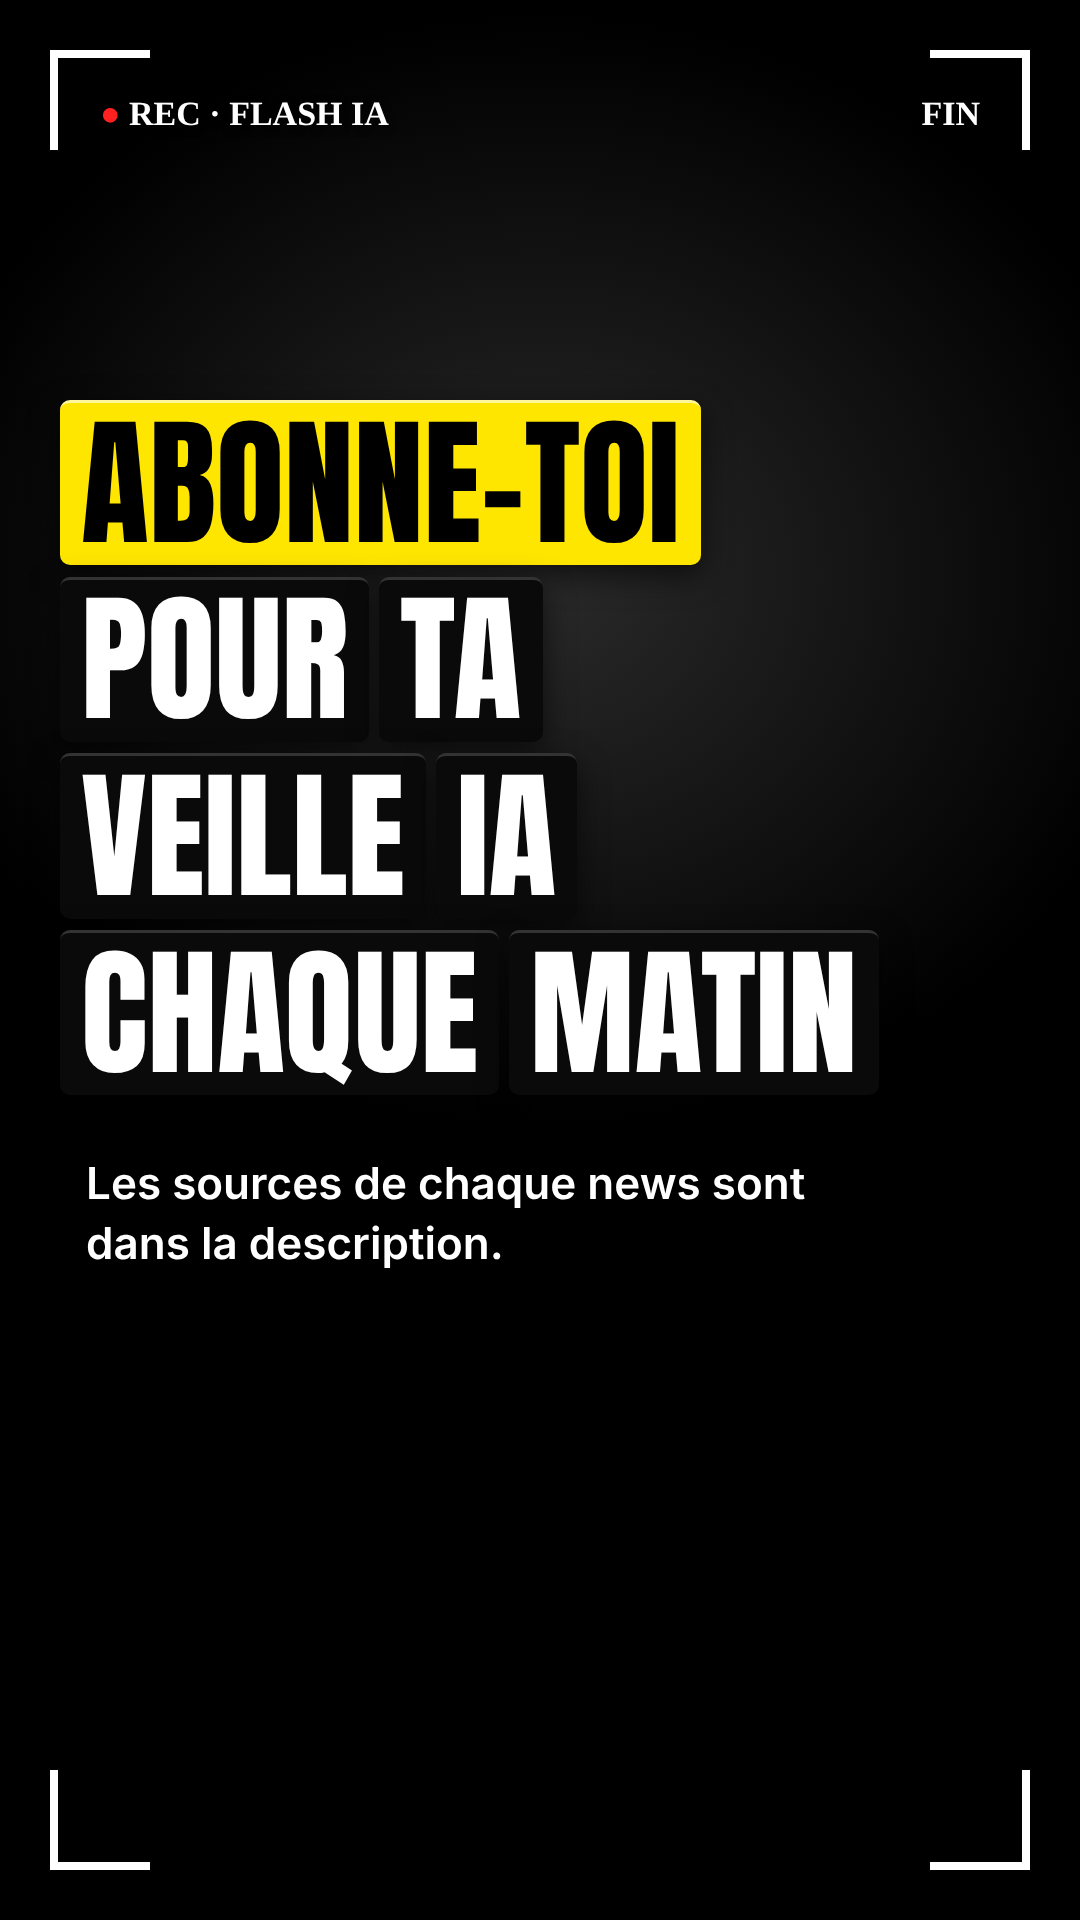 REC · FLASH IA
FIN
ABONNE-TOI
POUR TA
VEILLE IA
CHAQUE MATIN
Les sources de chaque news sont
dans la description.